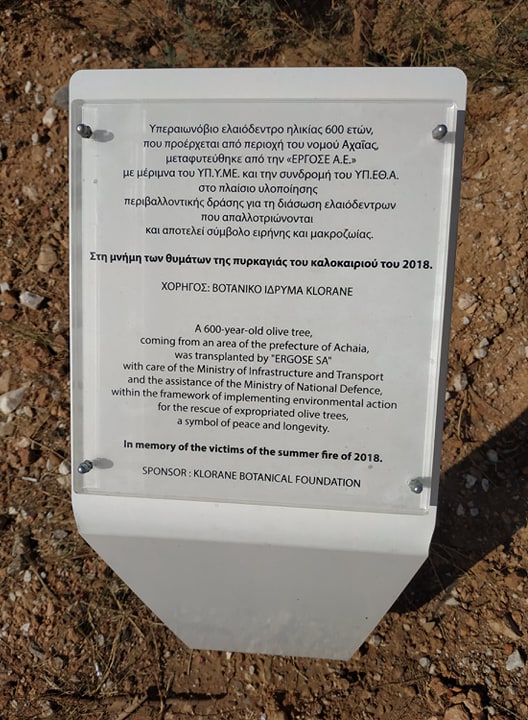 Υπεραιωνόβιο ελαιόδεντρο ηλικίας 600 ετών,
που προέρχεται από περιοχή του νομού Αχαΐας,
μεταφυτεύθηκε από την «ΕΡΓΟΣΕ Α.Ε.»
με μέριμνα του ΥΠ.Υ.ΜΕ. και την συνδρομή του ΥΠ.ΕΘ.Α.
στο πλαίσιο υλοποίησης
περιβαλλοντικής δράσης για τη διάσωση ελαιόδεντρων
που απαλλοτριώνονται
και αποτελεί σύμβολο ειρήνης και μακροζωίας.
Στη μνήμη των θυμάτων της πυρκαγιάς του καλοκαιριού του 2018.
ΧΟΡΗΓΟΣ: ΒΟΤΑΝΙΚΟ ΙΔΡΥΜΑ KLORANE
A 600-year-old olive tree,
coming from an area of the prefecture of Achaia,
was transplanted by "ERGOSE SA"
with care of the Ministry of Infrastructure and Transport
and the assistance of the Ministry of National Defence,
within the framework of implementing environmental action
for the rescue of expropriated olive trees,
a symbol of peace and longevity.
In memory of the victims of the summer fire of 2018.
SPONSOR : KLORANE BOTANICAL FOUNDATION